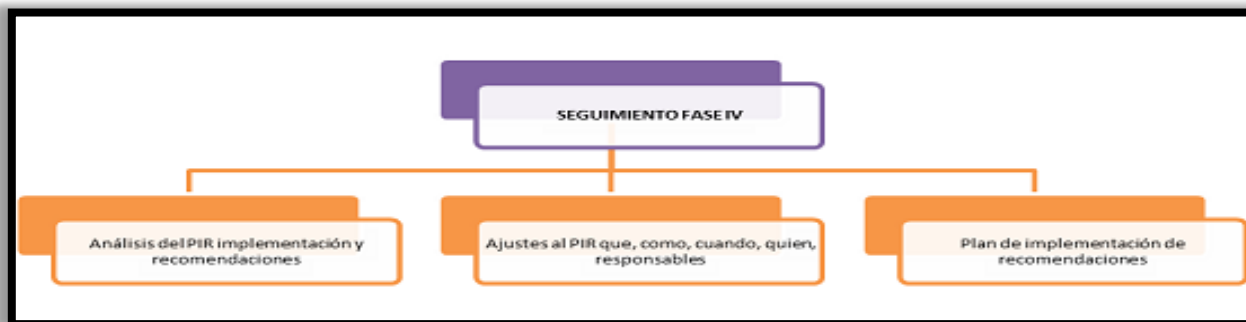 SEGUIMIENTO FASE IV
Análisis del PIR implementación y
recomendaciones
Ajustes al PIR que, como, cuando, quien,
responsables
Plan de implementación de
recomendaciones